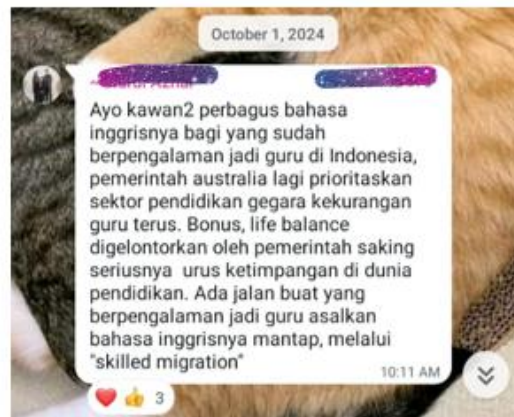 October 1, 2024
Ayo kawan2 perbagus bahasa
inggrisnya bagi yang sudah
berpengalaman jadi guru di Indonesia,
pemerintah australia lagi prioritaskan
sektor pendidikan gegara kekurangan
guru terus. Bonus, life balance
digelontorkan oleh pemerintah saking
seriusnya urus ketimpangan di dunia
pendidikan. Ada jalan buat yang
berpengalaman jadi guru asalkan
bahasa inggrisnya mantap, melalui
"skilled migration"
10:11 AM
3